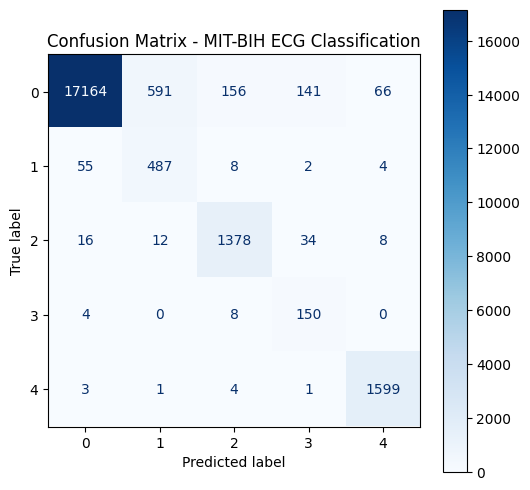 Confusion Matrix - MIT-BIH ECG Classification
0 17164 591 156 141 66
1 55 487 8 2 4
2 16 12 1378 34 8
3 4 0 8 150 0
4 3 1 4 1 1599
0 1 2 3 4
Predicted label
True label
16000
14000
12000
10000
8000
6000
4000
2000
0